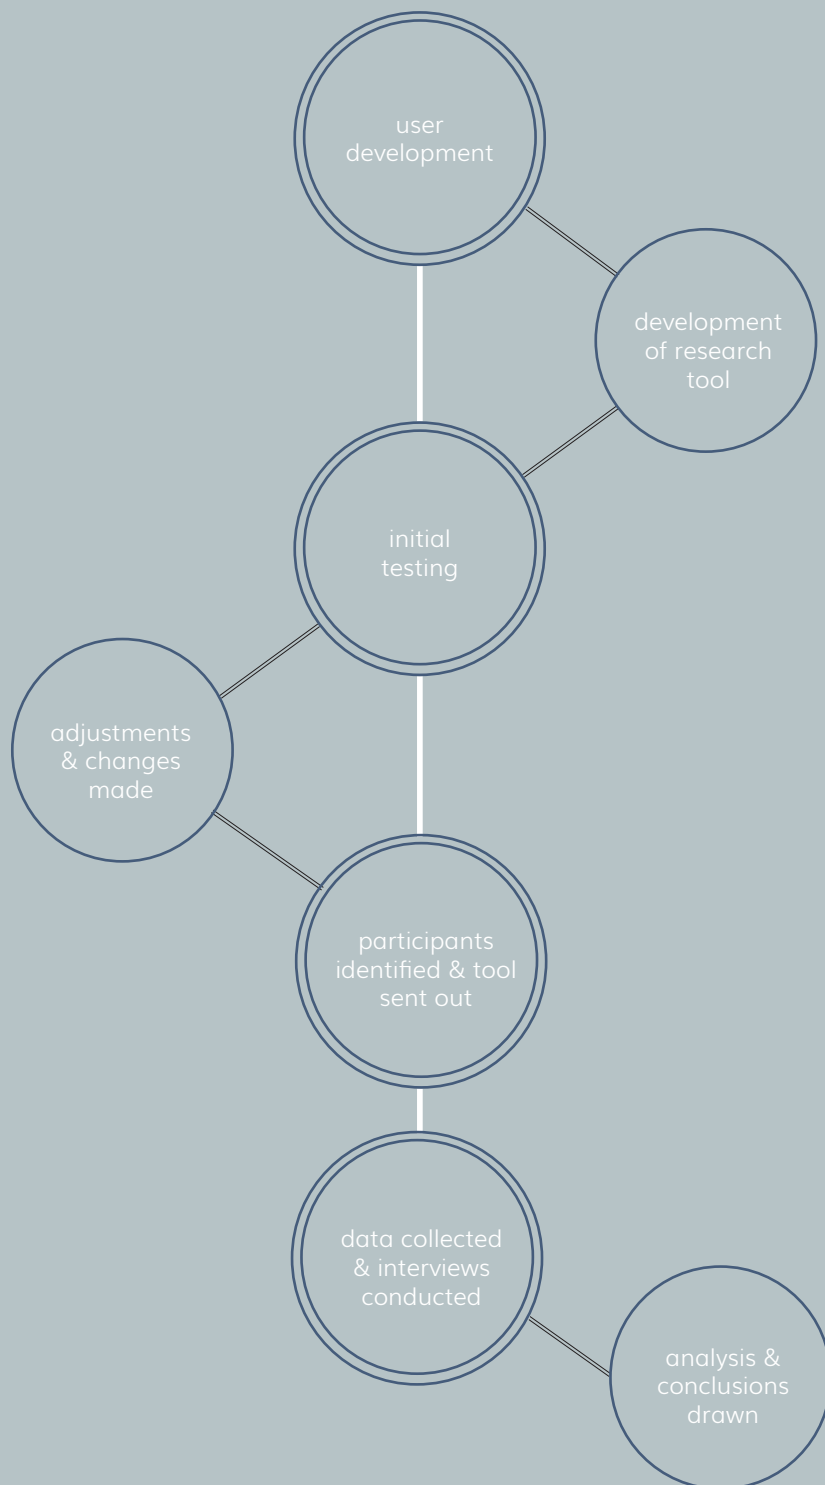 user
development
development
of research
tool
initial
testing
adjustments
& changes
made
participants
identified & tool
sent out
data collected
& interviews
conducted
analysis &
conclusions
drawn